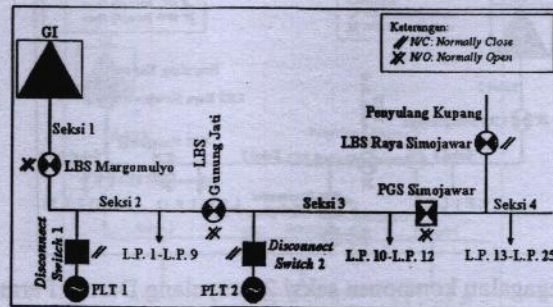 GI
Keterangan:
N/C: Normally Close
N/O: Normally Open
Seksi 1
Penyulang Kupang
LBS Raya Simojawar
LBS Margomulyo
LBS
Gunung Jati
PGS Simojawar
Seksi 2
Seksi 3
Seksi 4
Disconnect
Switch 1
L.P. 1-L.P. 9
Disconnect
Switch 2
L.P. 10-L.P. 12
L.P. 13-L.P. 25
PLT 1
PLT 2